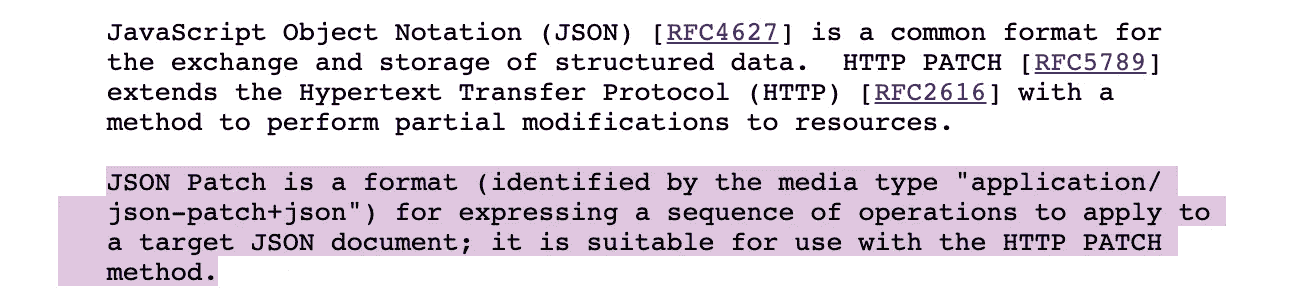 JavaScript Object Notation (JSON) [RFC4627] is a common format for
the exchange and storage of structured data.  HTTP PATCH [RFC5789]
extends the Hypertext Transfer Protocol (HTTP) [RFC2616] with a
method to perform partial modifications to resources.
JSON Patch is a format (identified by the media type "application/
json-patch+json") for expressing a sequence of operations to apply to
a target JSON document; it is suitable for use with the HTTP PATCH
method.